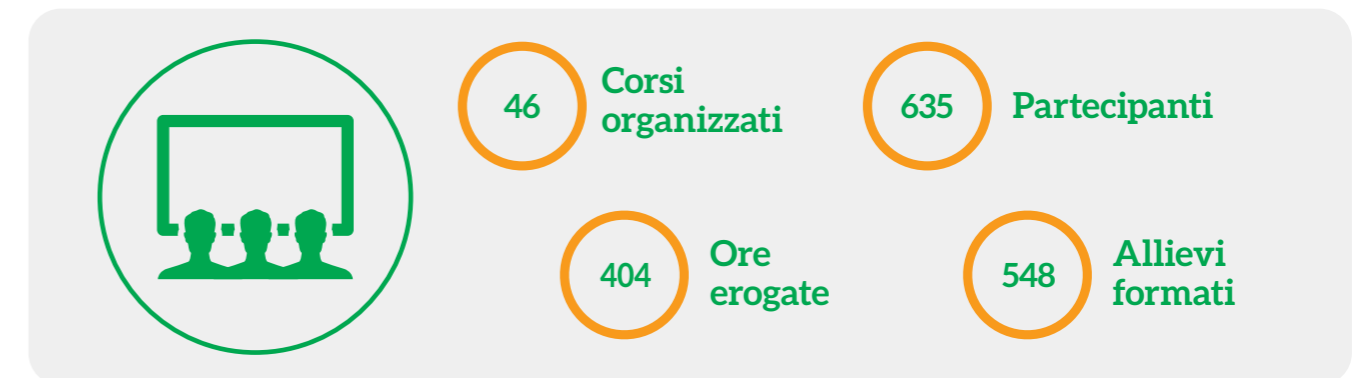 46
Corsi
organizzati
635
Partecipanti
404
Ore
erogate
548
Allievi
formati